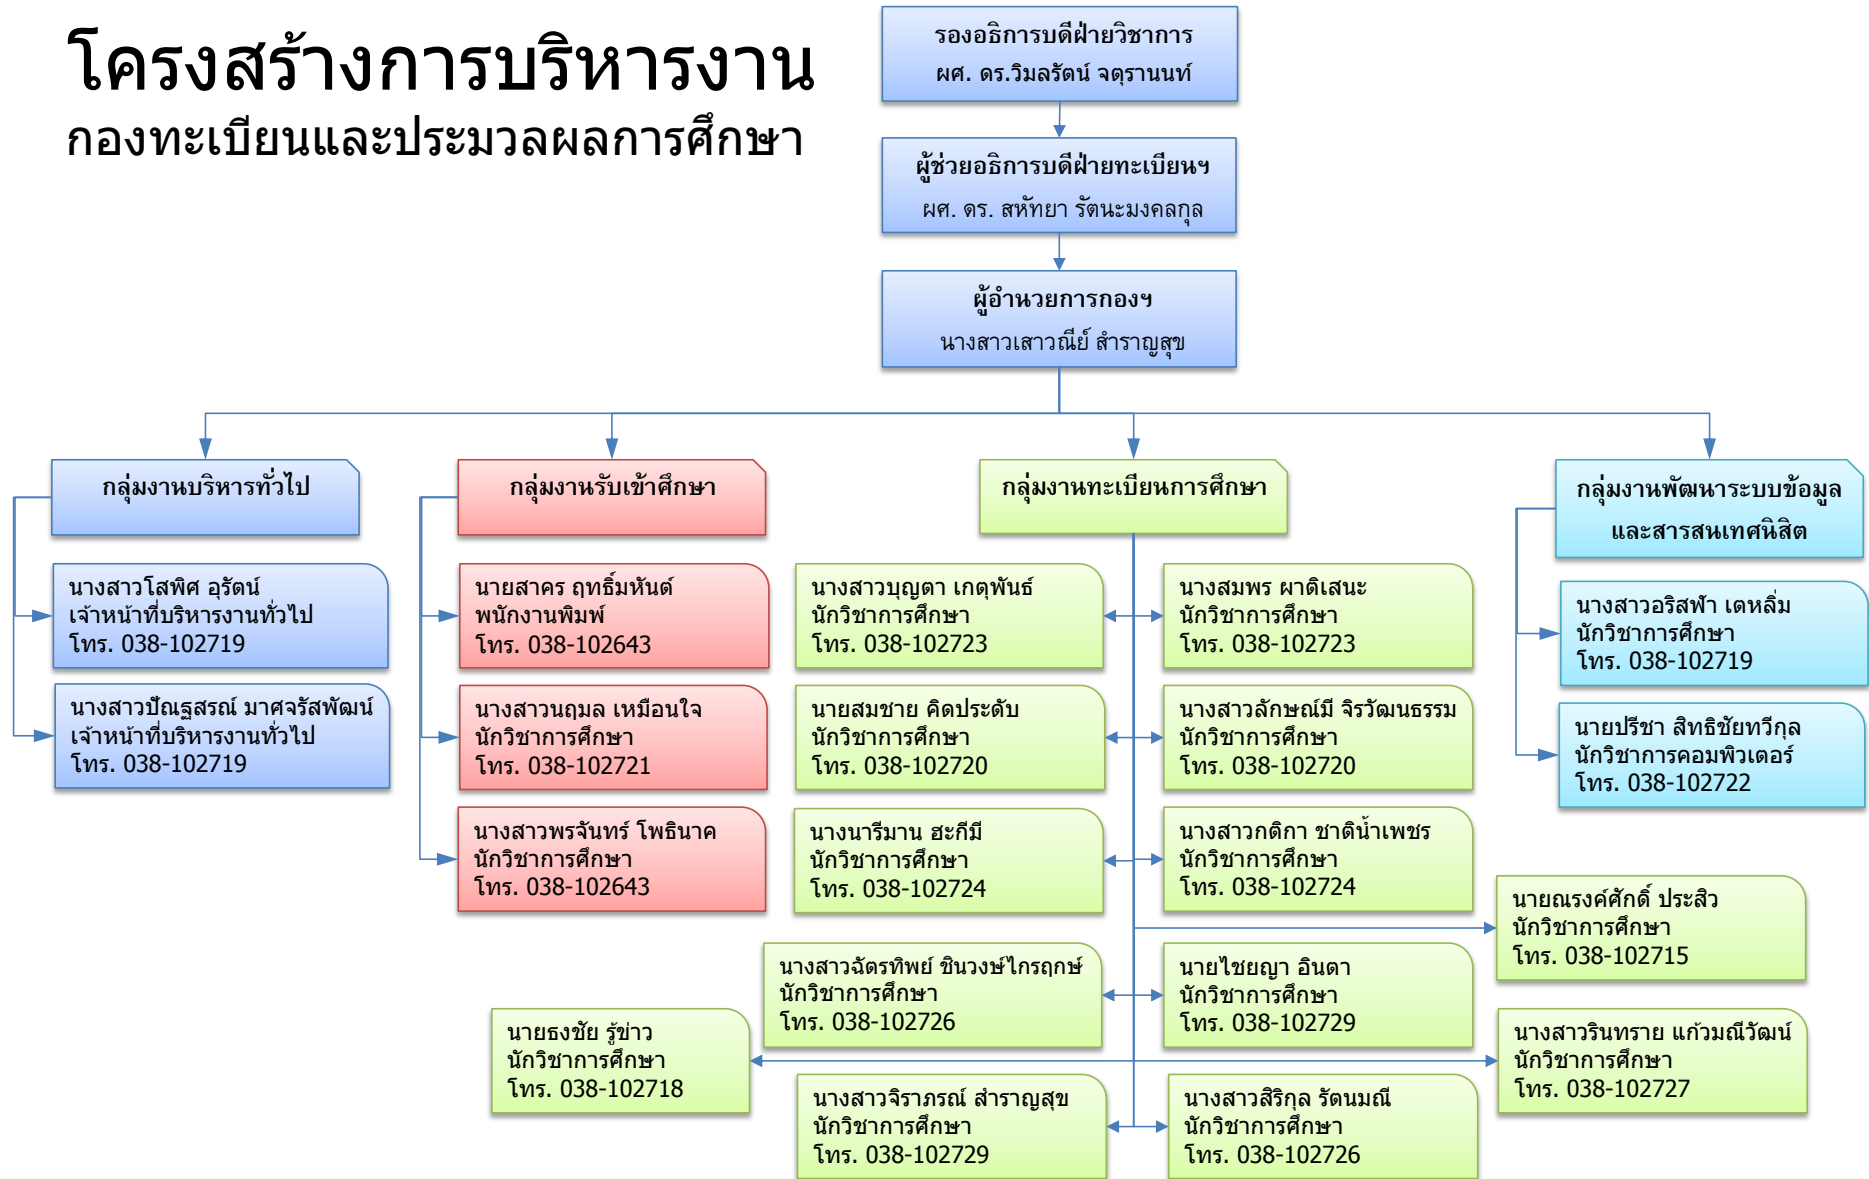 โครงสร้างการบริหารงาน
กองทะเบียนและประมวลผลการศึกษา
รองอธิการบดีฝ่ายวิชาการ
ผศ. ดร.วิมลรัตน์ จตุรานนท์
ผู้ช่วยอธิการบดีฝ่ายทะเบียนฯ
ผศ. ดร. สหัทยา รัตนะมงคลกุล
ผู้อำนวยการกองฯ
นางสาวเสาวณีย์ สำราญสุข
กลุ่มงานบริหารทั่วไป
นางสาวโสพิศ อุรัตน์
เจ้าหน้าที่บริหารงานทั่วไป
โทร. 038-102719
นางสาวปัณฐสรณ์ มาศจรัสพัฒน์
เจ้าหน้าที่บริหารงานทั่วไป
โทร. 038-102719
กลุ่มงานรับเข้าศึกษา
นายสาคร ฤทธิ์มหันต์
พนักงานพิมพ์
โทร. 038-102643
นางสาวนฤมล เหมือนใจ
นักวิชาการศึกษา
โทร. 038-102721
นางสาวพรจันทร์ โพธินาค
นักวิชาการศึกษา
โทร. 038-102643
กลุ่มงานทะเบียนการศึกษา
นางสาวบุญตา เกตุพันธ์
นักวิชาการศึกษา
โทร. 038-102723
นางสมพร ผาติเสนะ
นักวิชาการศึกษา
โทร. 038-102723
นายสมชาย คิดประดับ
นักวิชาการศึกษา
โทร. 038-102720
นางสาวลักษณ์มี จิรวัฒนธรรม
นักวิชาการศึกษา
โทร. 038-102720
นางนารีมาน ฮะกีมี
นักวิชาการศึกษา
โทร. 038-102724
นางสาวกติกา ชาติน้ำเพชร
นักวิชาการศึกษา
โทร. 038-102724
นายณรงค์ศักดิ์ ประสิว
นักวิชาการศึกษา
โทร. 038-102715
นางสาวฉัตรทิพย์ ชินวงษ์ไกรฤกษ์
นักวิชาการศึกษา
โทร. 038-102726
นายไชยญา อินตา
นักวิชาการศึกษา
โทร. 038-102729
นายธงชัย รู้ข่าว
นักวิชาการศึกษา
โทร. 038-102718
นางสาวรินทราย แก้วมณีวัฒน์
นักวิชาการศึกษา
โทร. 038-102727
นางสาวจิราภรณ์ สำราญสุข
นักวิชาการศึกษา
โทร. 038-102729
นางสาวสิริกุล รัตนมณี
นักวิชาการศึกษา
โทร. 038-102726
กลุ่มงานพัฒนาระบบข้อมูล
และสารสนเทศนิสิต
นางสาวอริสฬา เตหลิ่ม
นักวิชาการศึกษา
โทร. 038-102719
นายปรีชา สิทธิชัยทวีกุล
นักวิชาการคอมพิวเตอร์
โทร. 038-102722